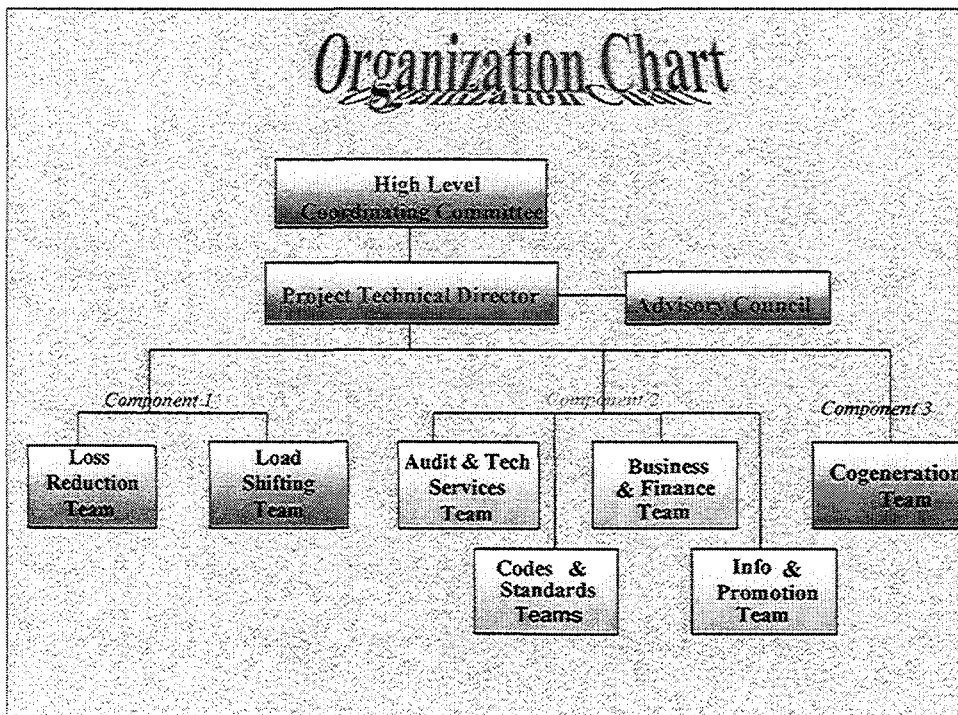 Organization Chart
High Level
Coordinating Committee
Project Technical Director
Advisory Council
Component 1
Component 2
Component 3
Loss
Reduction
Team
Load
Shifting
Team
Audit & Tech
Services
Team
Business
& Finance
Team
Cogeneration
Team
Codes &
Standards
Teams
Info &
Promotion
Team